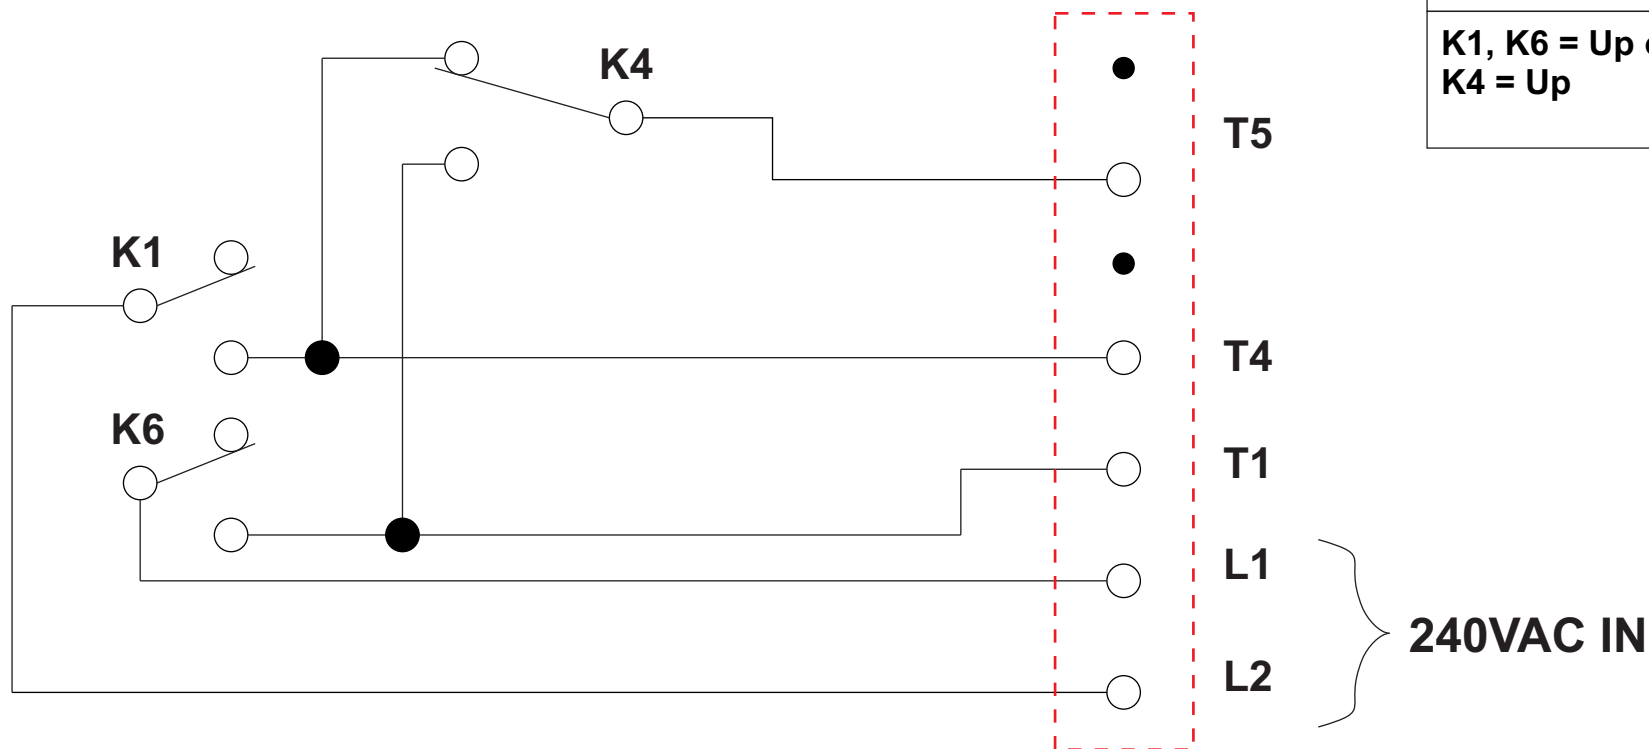 K4
K1, K6 = Up
K4 = Up
T5
K1
T4
K6
T1
L1
240VAC IN
L2